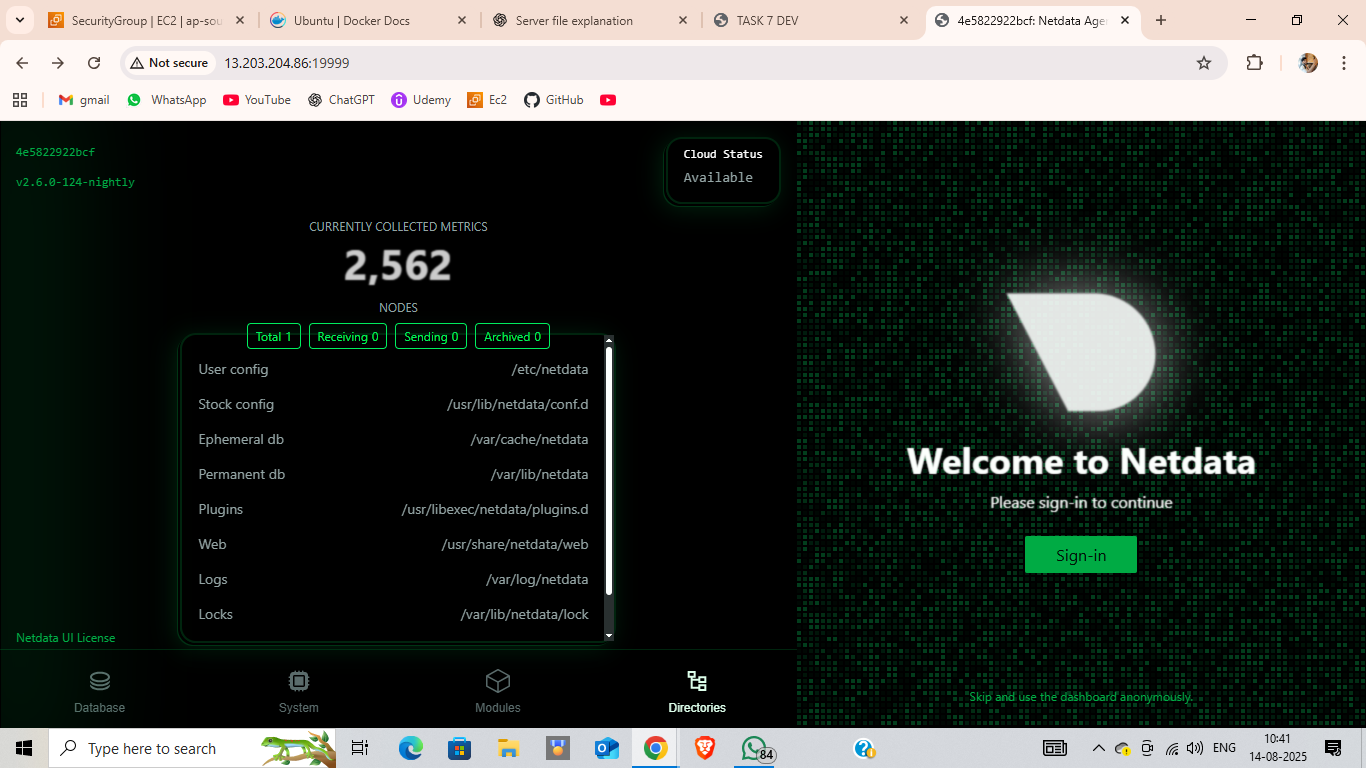 SecurityGroup | EC2 | ap-sou
Ubuntu | Docker Docs
Server file explanation
TASK 7 DEV
4e5822922bcf: Netdata Age
Not secure
13.203.204.86:19999
gmail
WhatsApp
YouTube
ChatGPT
Udemy
Ec2
GitHub
4e5822922bcf
v2.6.0-124-nightly
Cloud Status
Available
CURRENTLY COLLECTED METRICS
2,562
NODES
Total 1
Receiving 0
Sending 0
Archived 0
User config /etc/netdata
Stock config /usr/lib/netdata/conf.d
Ephemeral db /var/cache/netdata
Permanent db /var/lib/netdata
Plugins /usr/libexec/netdata/plugins.d
Web /usr/share/netdata/web
Logs /var/log/netdata
Locks /var/lib/netdata/lock
Netdata UI License
Database
System
Modules
Directories
Welcome to Netdata
Please sign-in to continue
Sign-in
Skip and use the dashboard anonymously.
Type here to search
84
ENG
10:41
14-08-2025